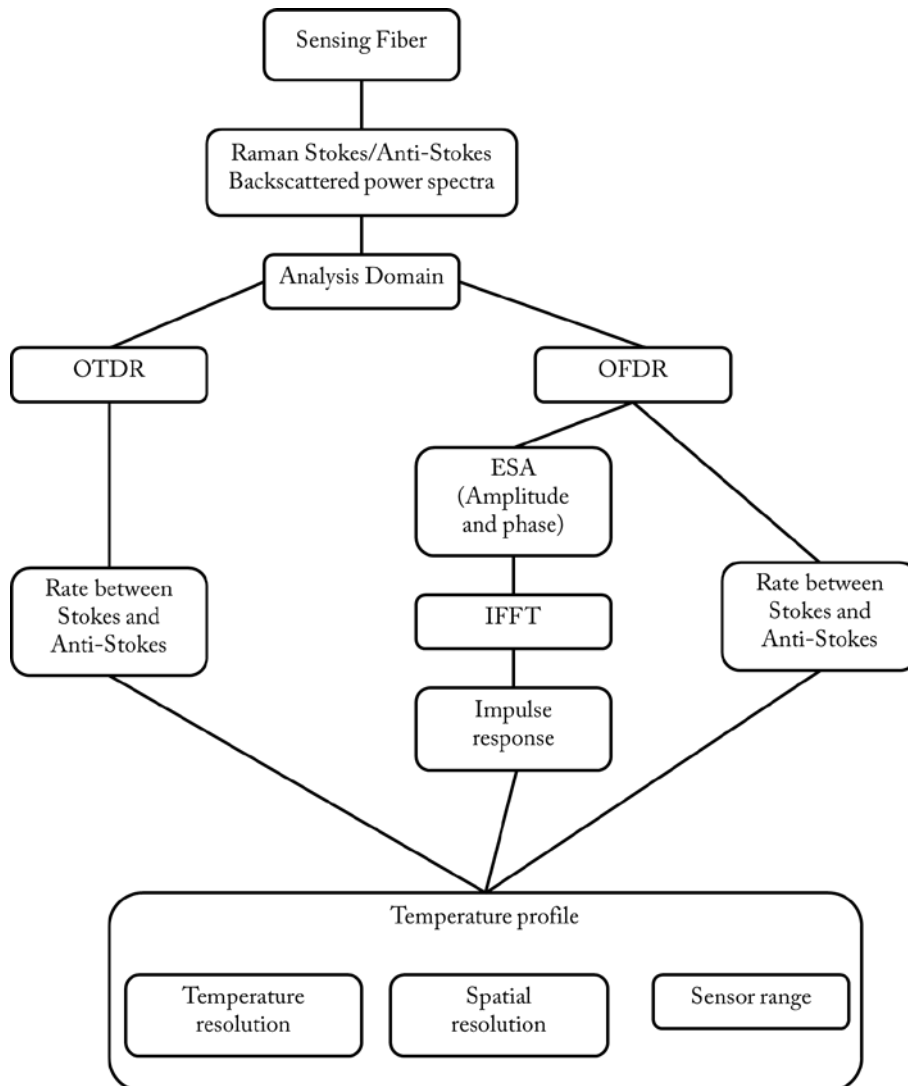 Sensing Fiber
Raman Stokes/Anti-Stokes
Backscattered power spectra
Analysis Domain
OTDR
OFDR
ESA
(Amplitude
and phase)
Rate between
Stokes and
Anti-Stokes
IFFT
Rate between
Stokes and
Anti-Stokes
Impulse
response
Temperature profile
Temperature
resolution
Spatial
resolution
Sensor range